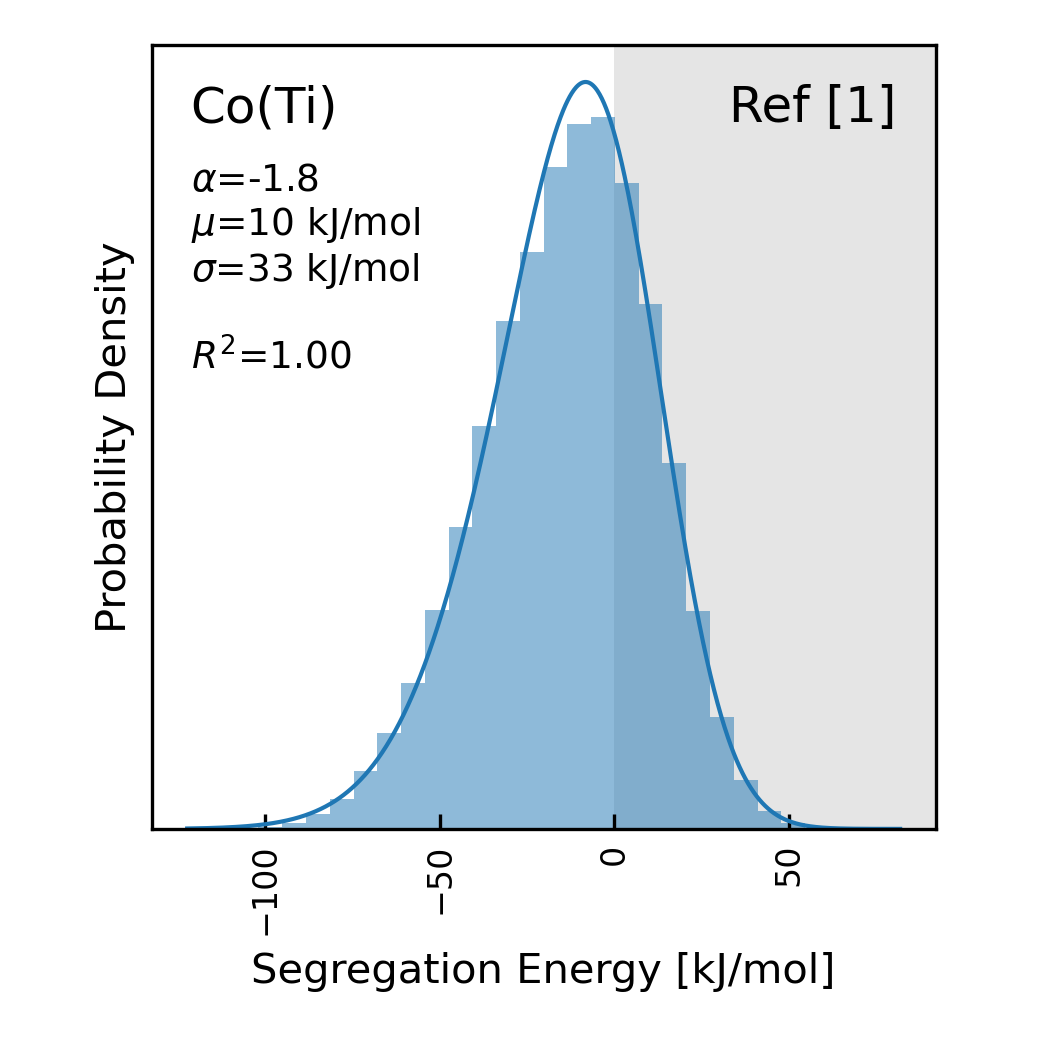 Co(Ti)
Ref [1]
α=-1.8
μ=10 kJ/mol
σ=33 kJ/mol
R²=1.00
Probability Density
−100
−50
0
50
Segregation Energy [kJ/mol]